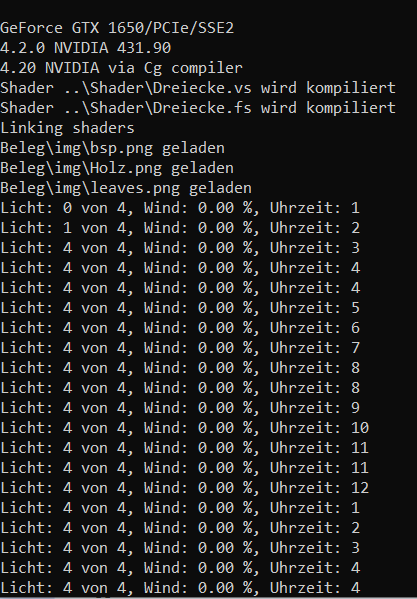 GeForce GTX 1650/PCIe/SSE2
4.2.0 NVIDIA 431.90
4.20 NVIDIA via Cg compiler
Shader ..\Shader\Dreiecke.vs wird kompiliert
Shader ..\Shader\Dreiecke.fs wird kompiliert
Linking shaders
Beleg\img\bsp.png geladen
Beleg\img\Holz.png geladen
Beleg\img\leaves.png geladen
Licht: 0 von 4, Wind: 0.00 %, Uhrzeit: 1
Licht: 1 von 4, Wind: 0.00 %, Uhrzeit: 2
Licht: 4 von 4, Wind: 0.00 %, Uhrzeit: 3
Licht: 4 von 4, Wind: 0.00 %, Uhrzeit: 4
Licht: 4 von 4, Wind: 0.00 %, Uhrzeit: 4
Licht: 4 von 4, Wind: 0.00 %, Uhrzeit: 5
Licht: 4 von 4, Wind: 0.00 %, Uhrzeit: 6
Licht: 4 von 4, Wind: 0.00 %, Uhrzeit: 7
Licht: 4 von 4, Wind: 0.00 %, Uhrzeit: 8
Licht: 4 von 4, Wind: 0.00 %, Uhrzeit: 8
Licht: 4 von 4, Wind: 0.00 %, Uhrzeit: 9
Licht: 4 von 4, Wind: 0.00 %, Uhrzeit: 10
Licht: 4 von 4, Wind: 0.00 %, Uhrzeit: 11
Licht: 4 von 4, Wind: 0.00 %, Uhrzeit: 11
Licht: 4 von 4, Wind: 0.00 %, Uhrzeit: 12
Licht: 4 von 4, Wind: 0.00 %, Uhrzeit: 1
Licht: 4 von 4, Wind: 0.00 %, Uhrzeit: 2
Licht: 4 von 4, Wind: 0.00 %, Uhrzeit: 3
Licht: 4 von 4, Wind: 0.00 %, Uhrzeit: 4
Licht: 4 von 4, Wind: 0.00 %, Uhrzeit: 4